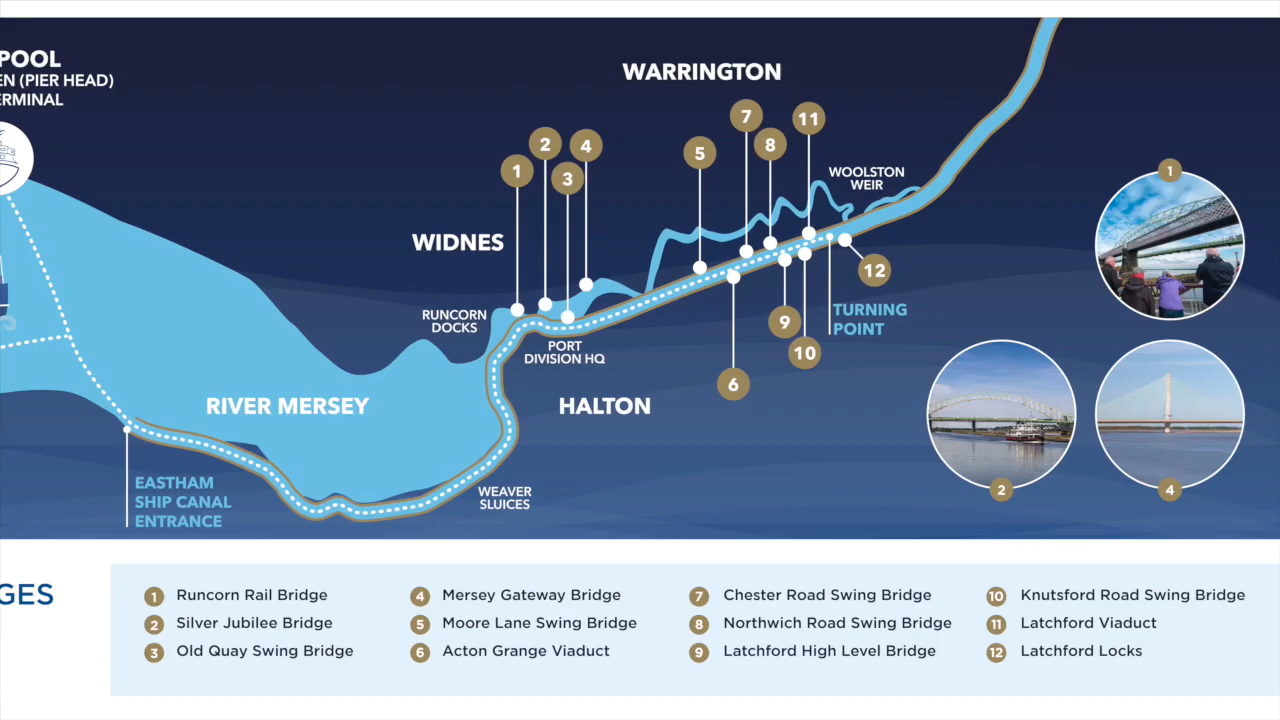 POOL
EN (PIER HEAD)
ERMINAL
WARRINGTON
7
11
2
4
8
5
1
3
WOOLSTON
WEIR
1
WIDNES
12
RUNCORN
DOCKS
TURNING
POINT
9
PORT
DIVISION HQ
10
6
RIVER MERSEY
HALTON
EASTHAM
SHIP CANAL
ENTRANCE
WEAVER
SLUICES
2
4
GES
1 Runcorn Rail Bridge
2 Silver Jubilee Bridge
3 Old Quay Swing Bridge
4 Mersey Gateway Bridge
5 Moore Lane Swing Bridge
6 Acton Grange Viaduct
7 Chester Road Swing Bridge
8 Northwich Road Swing Bridge
9 Latchford High Level Bridge
10 Knutsford Road Swing Bridge
11 Latchford Viaduct
12 Latchford Locks